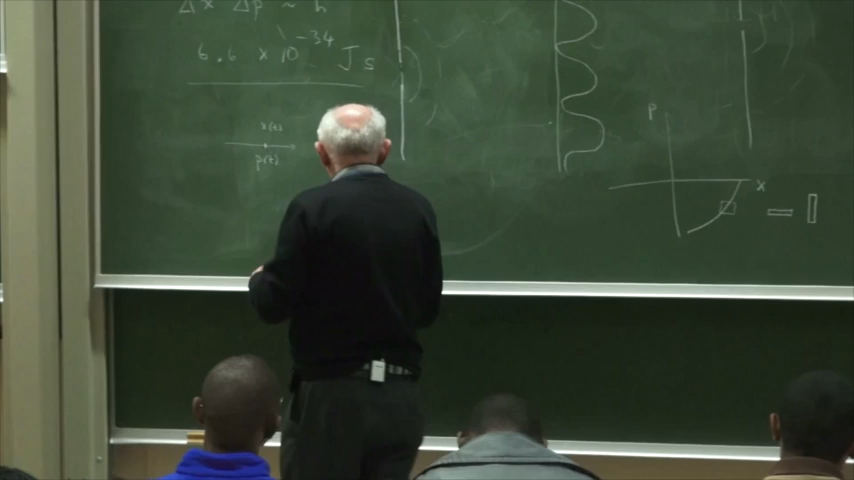 Δx Δp ~ h
6.6 × 10^-34 Js
x(t)
p(t)
P
x